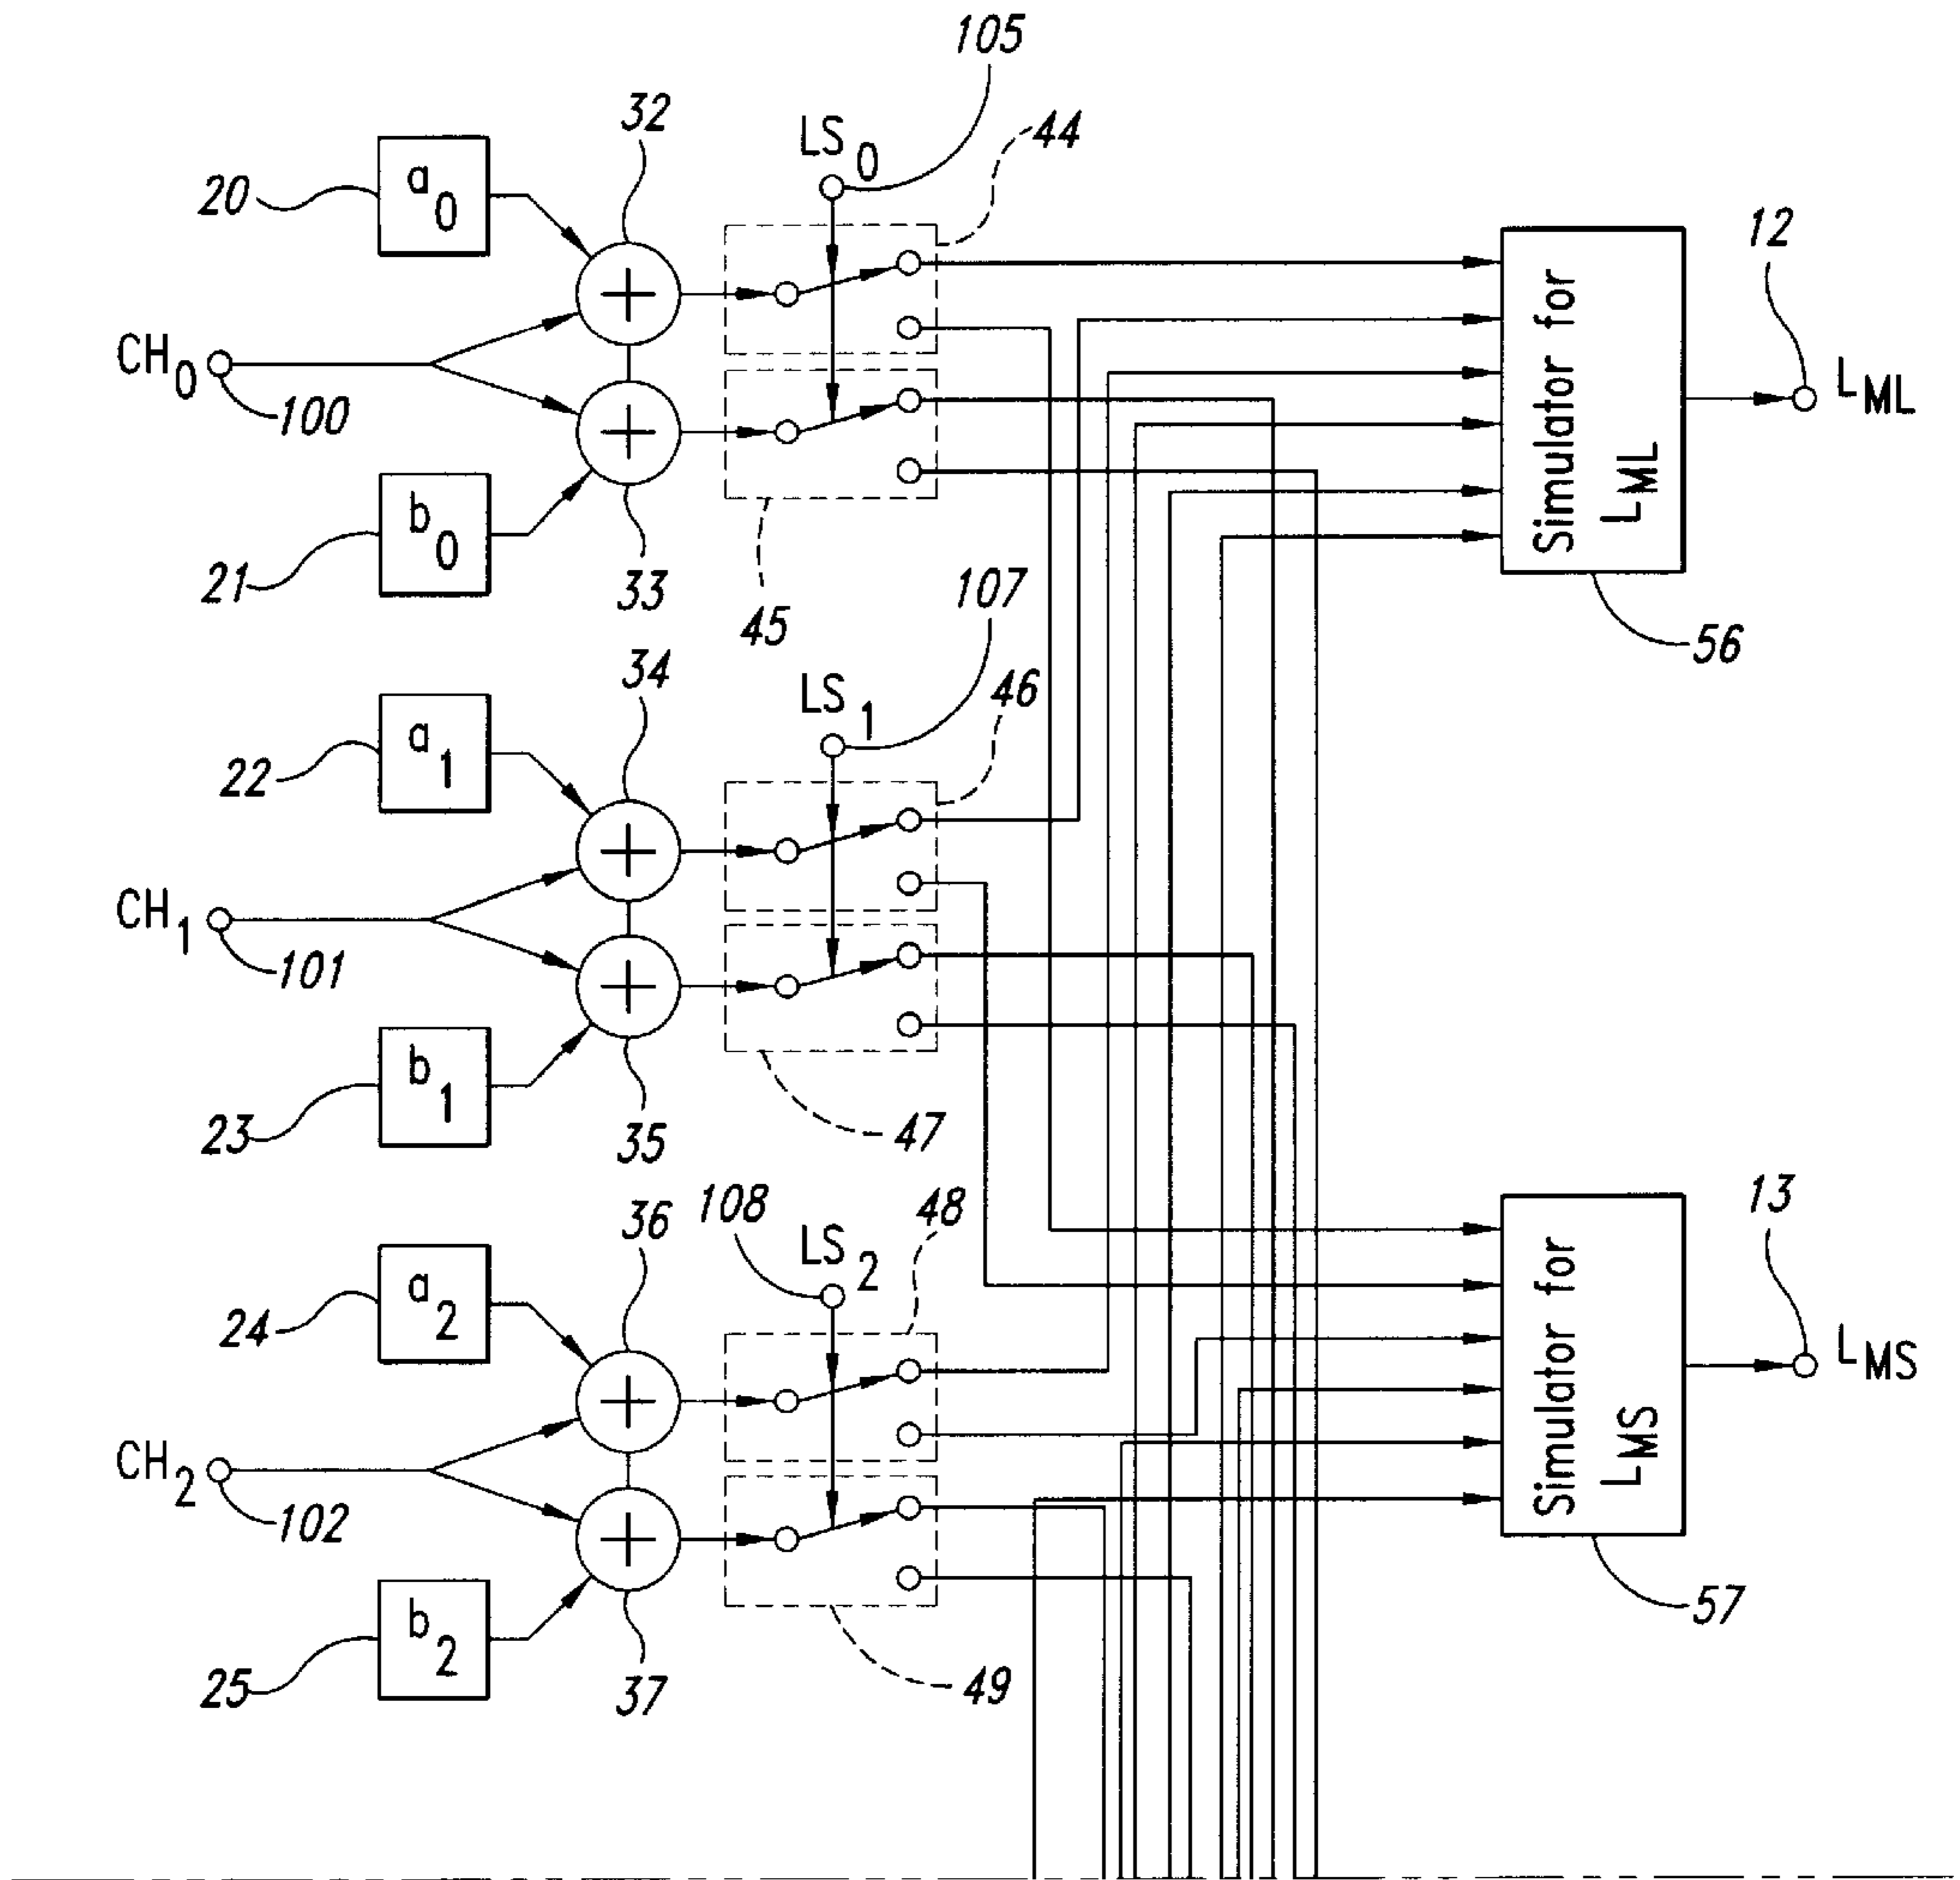 105
32
LS0
44
20
a0
12
CH0
100
Simulator for
LML
LML
b0
21
33
45
107
56
34
LS1
46
22
a1
CH1
101
b1
23
35
47
36
108
LS2
48
13
24
a2
Simulator for
LMS
LMS
CH2
102
57
b2
25
37
49